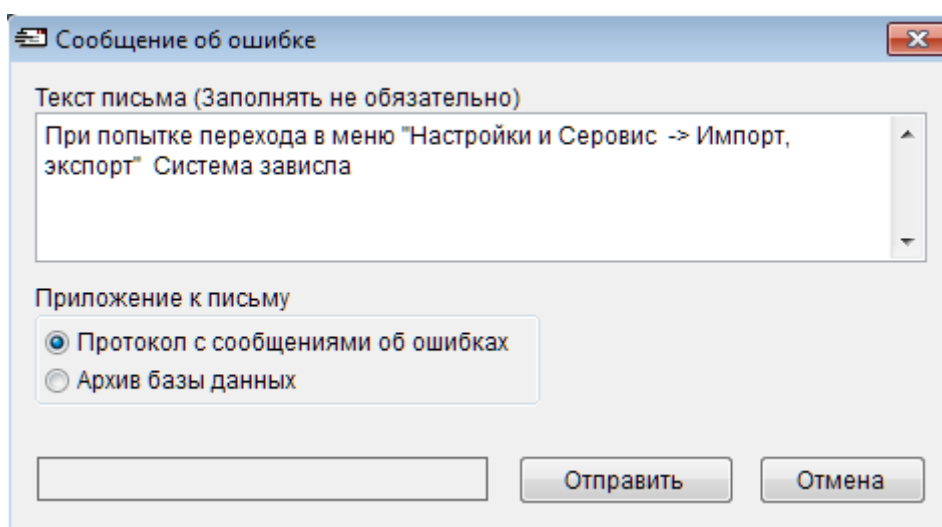 Сообщение об ошибке
Текст письма (Заполнять не обязательно)
При попытке перехода в меню "Настройки и Серовис -> Импорт,
экспорт" Система зависла
Приложение к письму
Протокол с сообщениями об ошибках
Архив базы данных
Отправить Отмена